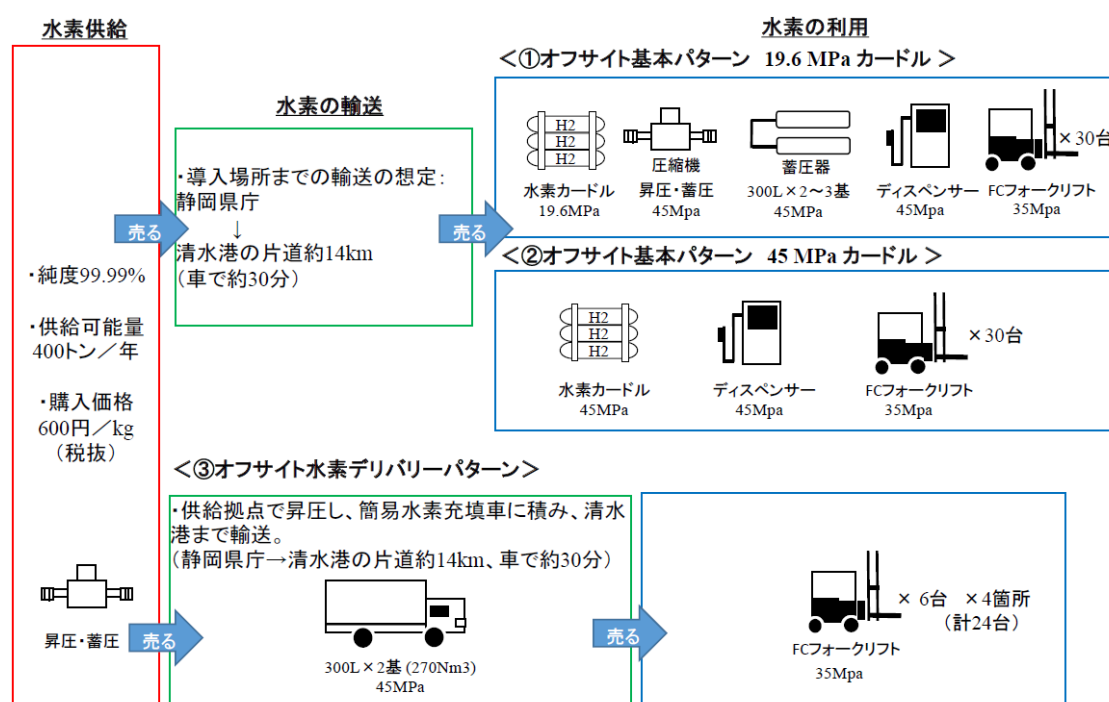 水素供給
・純度99.99%
・供給可能量
400トン／年
・購入価格
600円／kg
（税抜）
昇圧・蓄圧
売る
水素の輸送
・導入場所までの輸送の想定：
静岡県庁
↓
清水港の片道約14km
（車で約30分）
売る
水素の利用
＜①オフサイト基本パターン 19.6 MPa カードル ＞
H2
H2
H2
水素カードル
19.6MPa
圧縮機
昇圧・蓄圧
45MPa
蓄圧器
300L×2～3基
45MPa
ディスペンサー
45Mpa
×30台
FCフォークリフト
35Mpa
＜②オフサイト基本パターン 45 MPa カードル ＞
H2
H2
H2
水素カードル
45MPa
ディスペンサー
45Mpa
×30台
FCフォークリフト
35Mpa
＜③オフサイト水素デリバリーパターン＞
・供給拠点で昇圧し、簡易水素充填車に積み、清水
港まで輸送。
（静岡県庁→清水港の片道約14km、車で約30分）
売る
300L×2基 (270Nm3)
45MPa
売る
× 6台 ×4箇所
（計24台）
FCフォークリフト
35Mpa